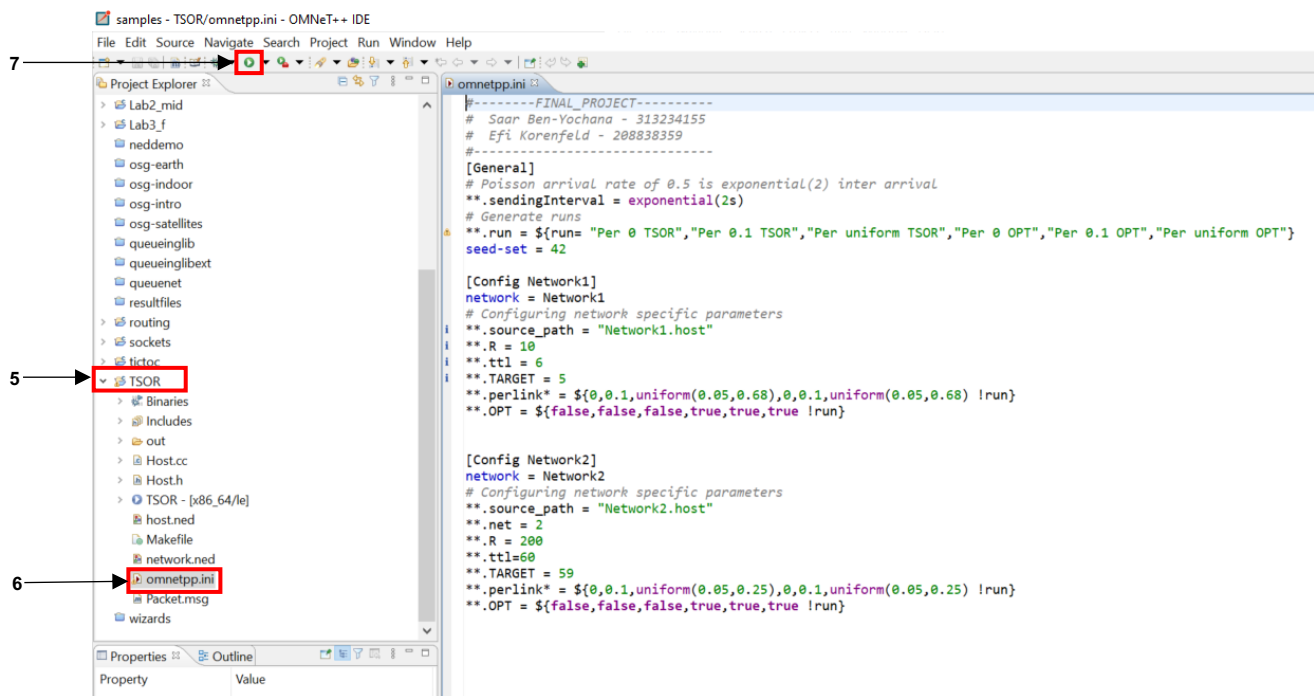 samples - TSOR/omnetpp.ini - OMNeT++ IDE
File Edit Source Navigate Search Project Run Window Help
7
Project Explorer
omnetpp.ini
Lab2_mid
Lab3_f
neddemo
osg-earth
osg-indoor
osg-intro
osg-satellites
queueinglib
queueinglibext
queuenet
resultfiles
routing
sockets
tictoc
5
TSOR
Binaries
Includes
out
Host.cc
Host.h
TSOR - [x86_64/le]
host.ned
Makefile
network.ned
6
omnetpp.ini
Packet.msg
wizards
#--------FINAL_PROJECT----------
# Saar Ben-Yochana - 313234155
# Efi Korenfeld - 208838359
#------------------------------
[General]
# Poisson arrival rate of 0.5 is exponential(2) inter arrival
**.sendingInterval = exponential(2s)
# Generate runs
**.run = ${run= "Per 0 TSOR","Per 0.1 TSOR","Per uniform TSOR","Per 0 OPT","Per 0.1 OPT","Per uniform OPT"}
seed-set = 42
[Config Network1]
network = Network1
# Configuring network specific parameters
**.source_path = "Network1.host"
**.R = 10
**.ttl = 6
**.TARGET = 5
**.perlink* = ${0,0.1,uniform(0.05,0.68),0,0.1,uniform(0.05,0.68) !run}
**.OPT = ${false,false,false,true,true,true !run}
[Config Network2]
network = Network2
# Configuring network specific parameters
**.source_path = "Network2.host"
**.net = 2
**.R = 200
**.ttl=60
**.TARGET = 59
**.perlink* = ${0,0.1,uniform(0.05,0.25),0,0.1,uniform(0.05,0.25) !run}
**.OPT = ${false,false,false,true,true,true !run}
Properties
Outline
Property Value